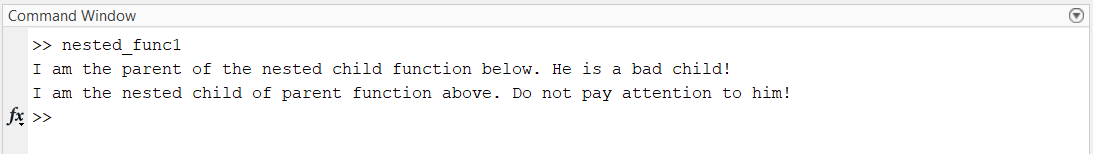 Command Window
>> nested_func1
I am the parent of the nested child function below. He is a bad child!
I am the nested child of parent function above. Do not pay attention to him!
fx >>